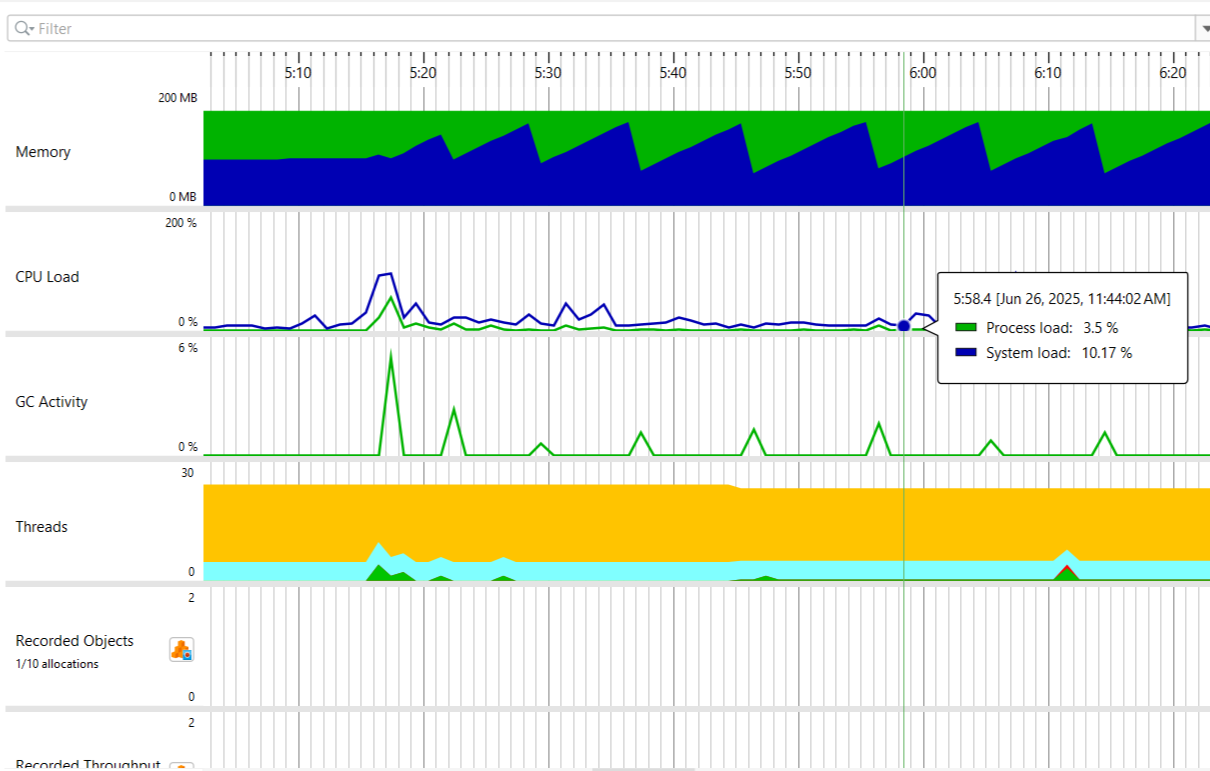 Filter
5:10 5:20 5:30 5:40 5:50 6:00 6:10 6:20
200 MB
Memory
0 MB
200 %
CPU Load
0 %
5:58.4 [Jun 26, 2025, 11:44:02 AM]
Process load: 3.5 %
System load: 10.17 %
6 %
GC Activity
0 %
30
Threads
0
2
Recorded Objects
1/10 allocations
0
2
Recorded Throughput